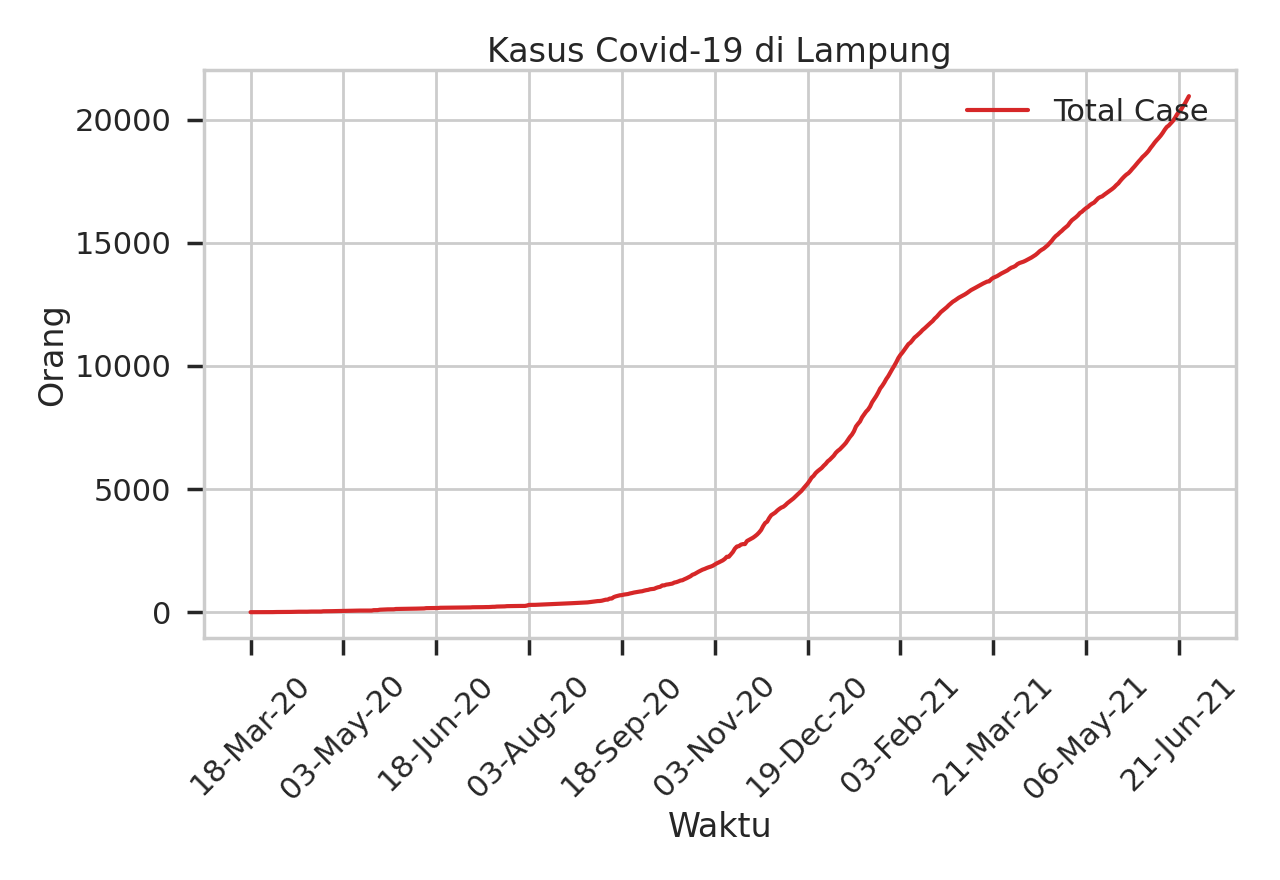 Kasus Covid-19 di Lampung
Total Case
20000
15000
10000
5000
0
Orang
18-Mar-20
03-May-20
18-Jun-20
03-Aug-20
18-Sep-20
03-Nov-20
19-Dec-20
03-Feb-21
21-Mar-21
06-May-21
21-Jun-21
Waktu